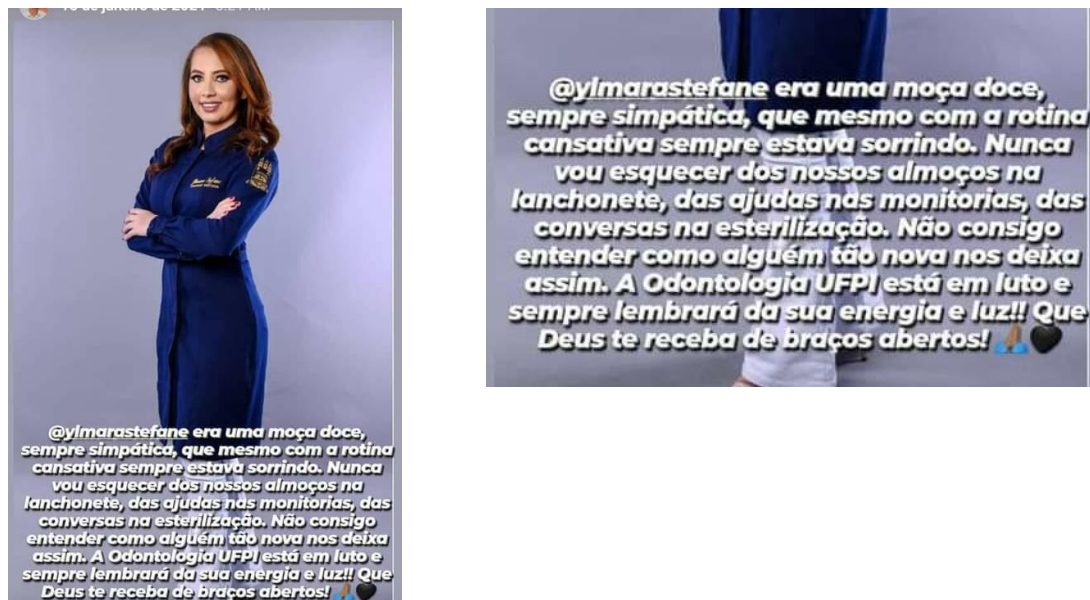 @ylmarastefane era uma moça doce,
sempre simpática, que mesmo com a rotina
cansativa sempre estava sorrindo. Nunca
vou esquecer dos nossos almoços na
lanchonete, das ajudas nas monitorias, das
conversas na esterilização. Não consigo
entender como alguém tão nova nos deixa
assim. A Odontologia UFPI está em luto e
sempre lembrará da sua energia e luz!! Que
Deus te receba de braços abertos! 🙏🏽🖤
@ylmarastefane era uma moça doce,
sempre simpática, que mesmo com a rotina
cansativa sempre estava sorrindo. Nunca
vou esquecer dos nossos almoços na
lanchonete, das ajudas nas monitorias, das
conversas na esterilização. Não consigo
entender como alguém tão nova nos deixa
assim. A Odontologia UFPI está em luto e
sempre lembrará da sua energia e luz!! Que
Deus te receba de braços abertos! 🙏🏽🖤